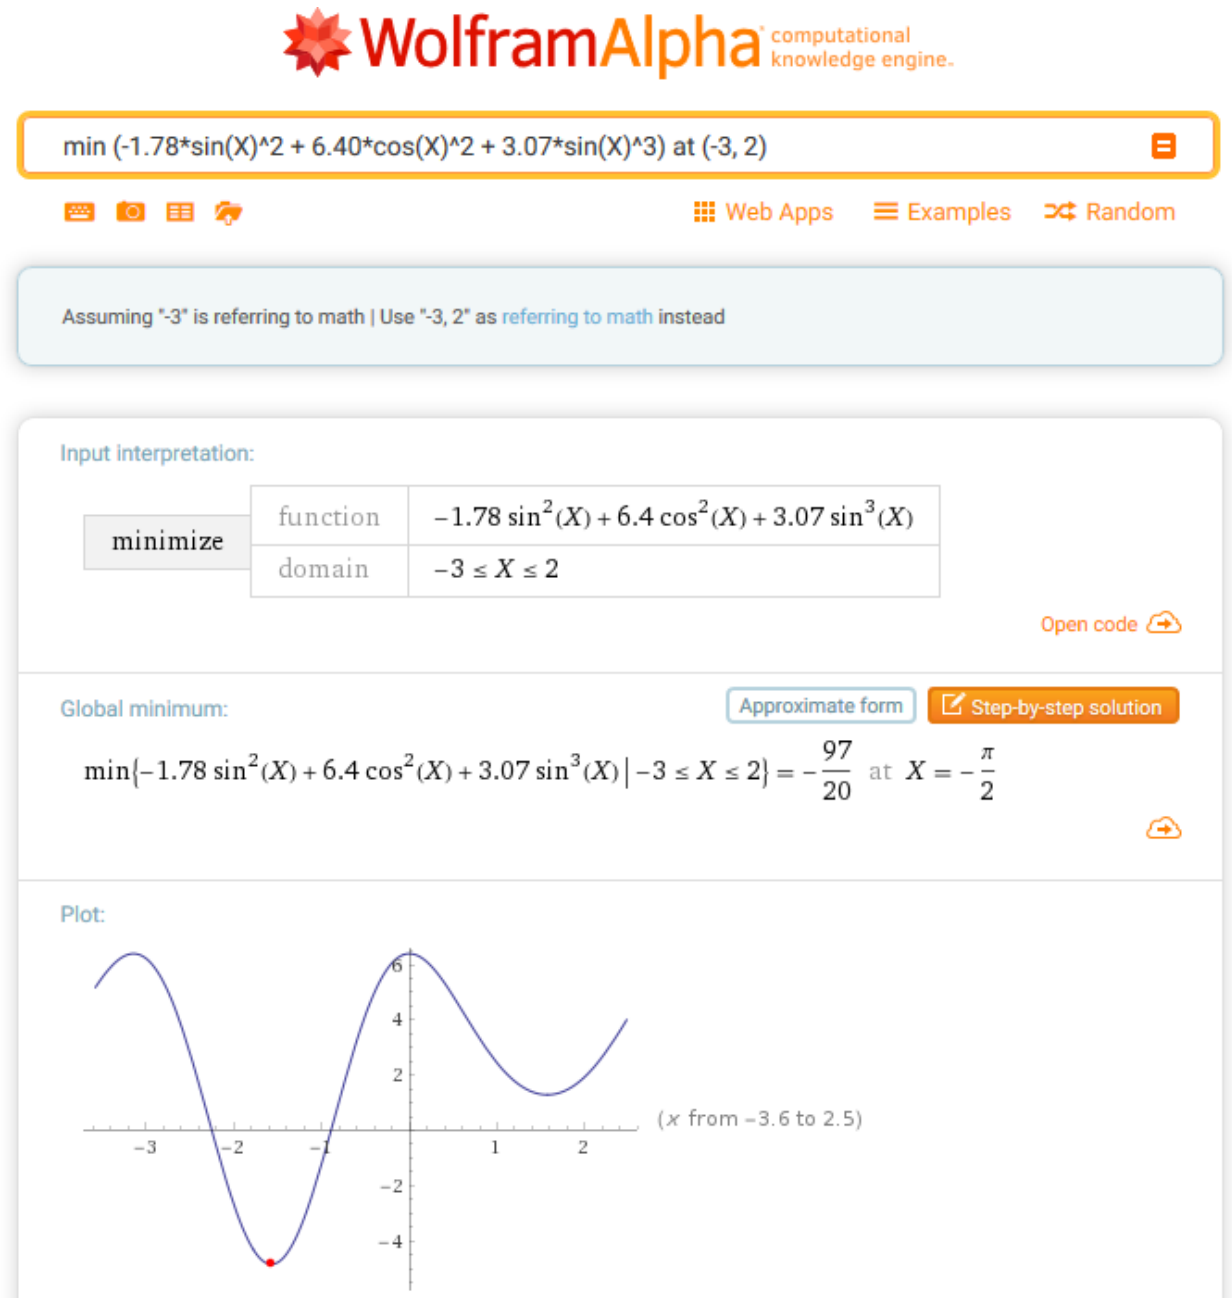 WolframAlpha computational knowledge engine.
min (-1.78*sin(X)^2 + 6.40*cos(X)^2 + 3.07*sin(X)^3) at (-3, 2)
Web Apps Examples Random
Assuming "-3" is referring to math | Use "-3, 2" as referring to math instead
Input interpretation:
minimize
function −1.78 sin²(X) + 6.4 cos²(X) + 3.07 sin³(X)
domain −3 ≤ X ≤ 2
Open code
Global minimum:
Approximate form Step-by-step solution
min{−1.78 sin²(X) + 6.4 cos²(X) + 3.07 sin³(X) | −3 ≤ X ≤ 2} = −97/20 at X = −π/2
Plot:
6
4
2
(x from −3.6 to 2.5)
−3 −2 −1 1 2
−2
−4